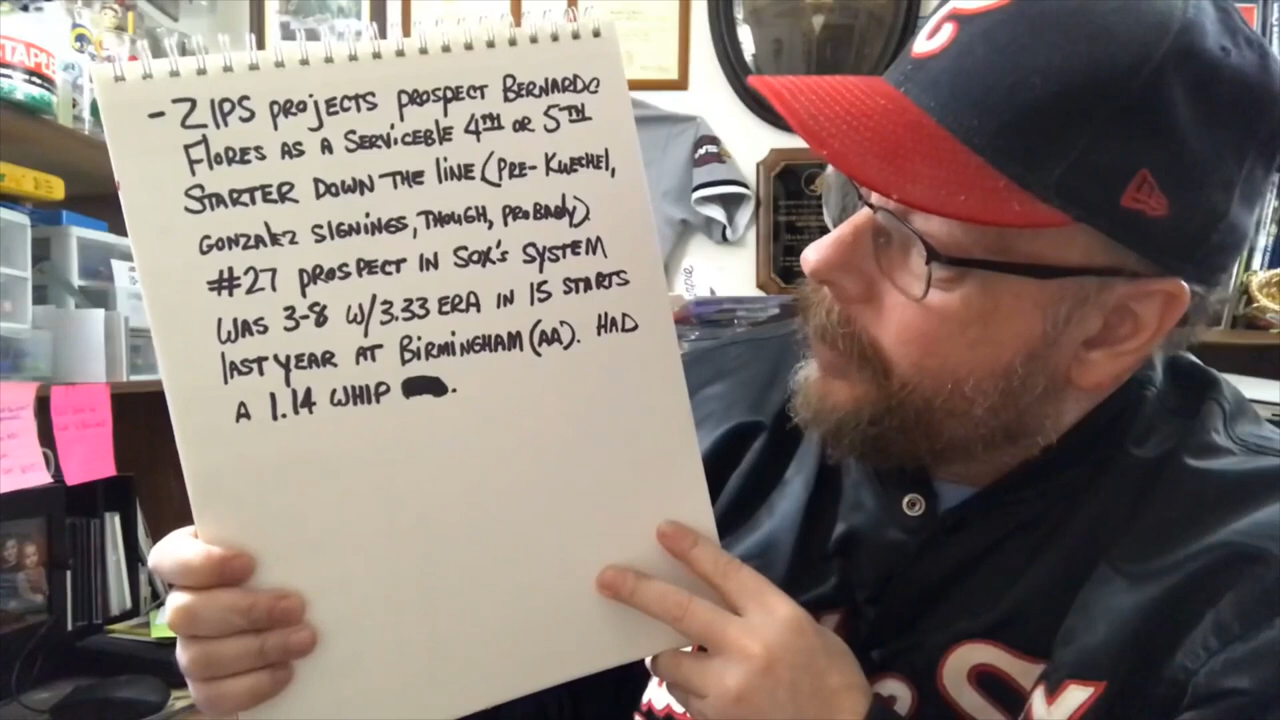 - ZIPS PROJECTS PROSPECT BERNARDO
FLORES AS A SERVICEBLE 4TH OR 5TH
STARTER DOWN THE LINE (PRE-KUECHEL,
GONZALEZ SIGNINGS, THOUGH, PROBABLY).
#27 PROSPECT IN SOX'S SYSTEM
WAS 3-8 W/3.33 ERA IN 15 STARTS
LAST YEAR AT BIRMINGHAM (AA). HAD
A 1.14 WHIP .
STAPLE